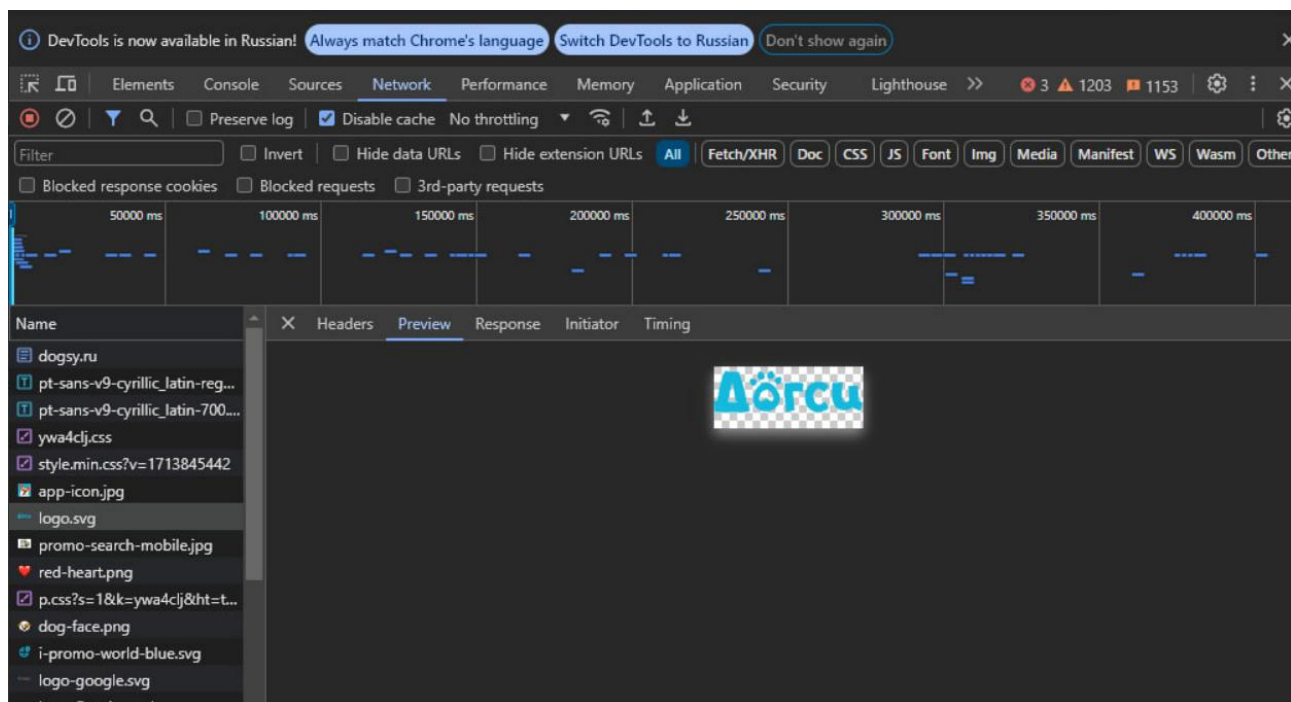 DevTools is now available in Russian! Always match Chrome's language Switch DevTools to Russian Don't show again
Elements Console Sources Network Performance Memory Application Security Lighthouse 3 1203 1153
Preserve log Disable cache No throttling
Filter Invert Hide data URLs Hide extension URLs All Fetch/XHR Doc CSS JS Font Img Media Manifest WS Wasm Other
Blocked response cookies Blocked requests 3rd-party requests
50000 ms 100000 ms 150000 ms 200000 ms 250000 ms 300000 ms 350000 ms 400000 ms
Name Headers Preview Response Initiator Timing
dogsy.ru
Догси
pt-sans-v9-cyrillic_latin-reg...
pt-sans-v9-cyrillic_latin-700....
ywa4clj.css
style.min.css?v=1713845442
app-icon.jpg
logo.svg
promo-search-mobile.jpg
red-heart.png
p.css?s=1&k=ywa4clj&ht=t...
dog-face.png
i-promo-world-blue.svg
logo-google.svg